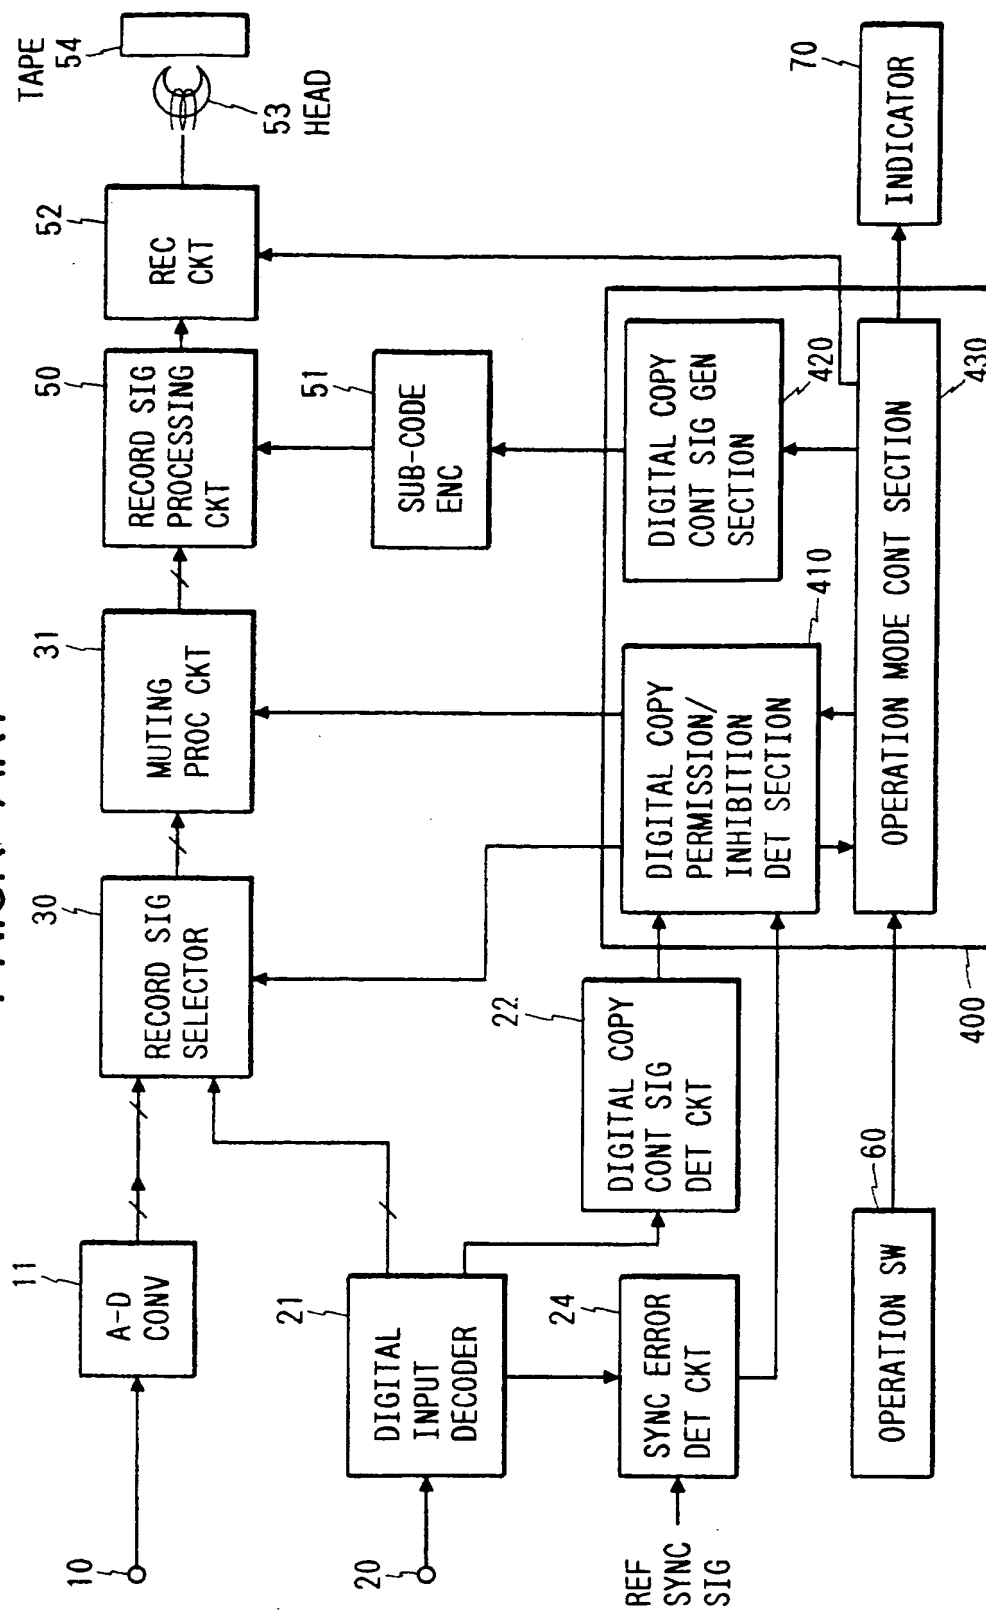 10
A-D
CONV
11
RECORD SIG
SELECTOR
30
MUTING
PROC CKT
31
RECORD SIG
PROCESSING
CKT
50
REC
CKT
52
TAPE
54
53
HEAD
20
DIGITAL
INPUT
DECODER
21
SUB-CODE
ENC
51
REF
SYNC
SIG
SYNC ERROR
DET CKT
24
DIGITAL COPY
CONT SIG
DET CKT
22
DIGITAL COPY
PERMISSION/
INHIBITION
DET SECTION
410
DIGITAL COPY
CONT SIG GEN
SECTION
420
OPERATION SW
60
OPERATION MODE CONT SECTION
430
400
INDICATOR
70